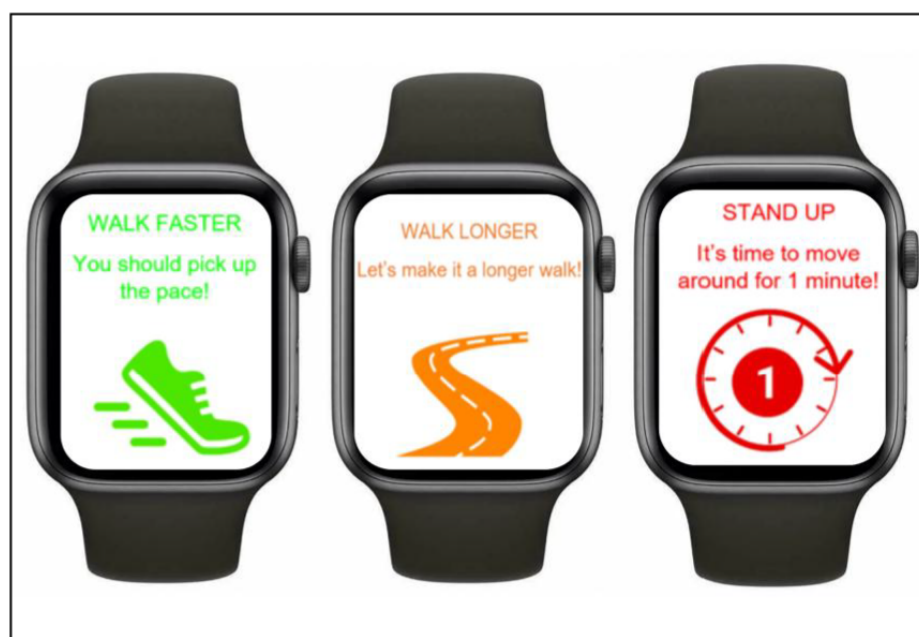 WALK FASTER
You should pick up
the pace!
WALK LONGER
Let's make it a longer walk!
STAND UP
It's time to move
around for 1 minute!
1